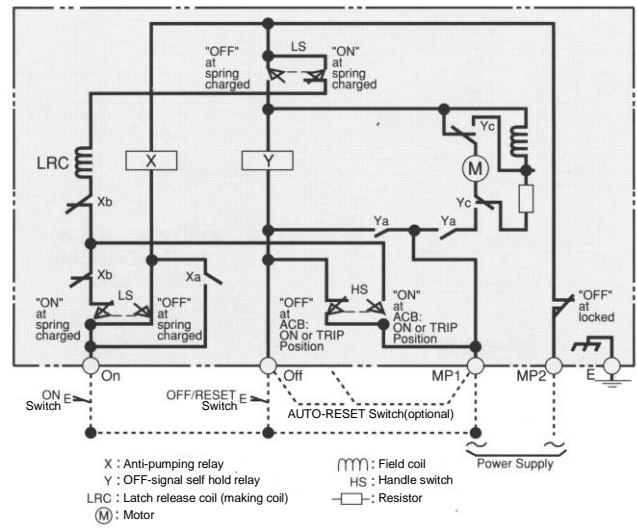 "OFF"
at
spring
charged
LS
"ON"
at
spring
charged
LRC
X
Y
M
Yc
Xb
Yc
Ya
Ya
Xb
Xa
"ON"
at
spring
charged
LS
"OFF"
at
spring
charged
"OFF"
at
ACB:
ON or TRIP
Position
HS
"ON"
at
ACB:
ON or TRIP
Position
"OFF"
at
locked
On
Off
MP1
MP2
E
ON
Switch E
OFF/RESET
Switch E
AUTO-RESET Switch(optional)
Power Supply
X : Anti-pumping relay
Y : OFF-signal self hold relay
LRC : Latch release coil (making coil)
M : Motor
: Field coil
HS : Handle switch
: Resistor